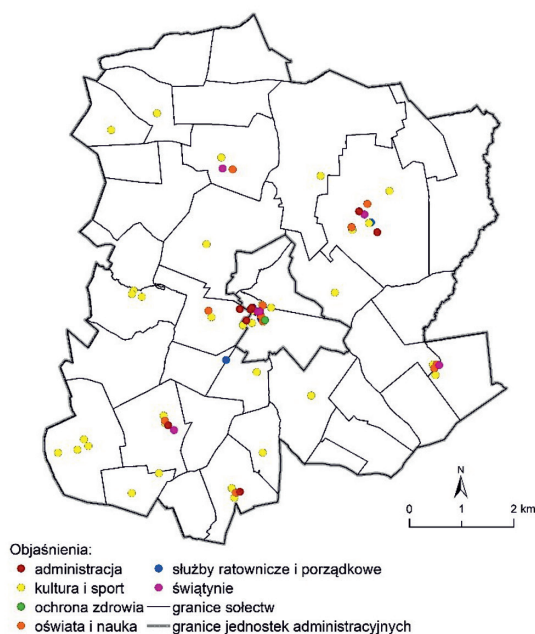 N
0 1 2 km
Objaśnienia:
administracja
kultura i sport
ochrona zdrowia
oświata i nauka
służby ratownicze i porządkowe
świątynie
granice sołectw
granice jednostek administracyjnych